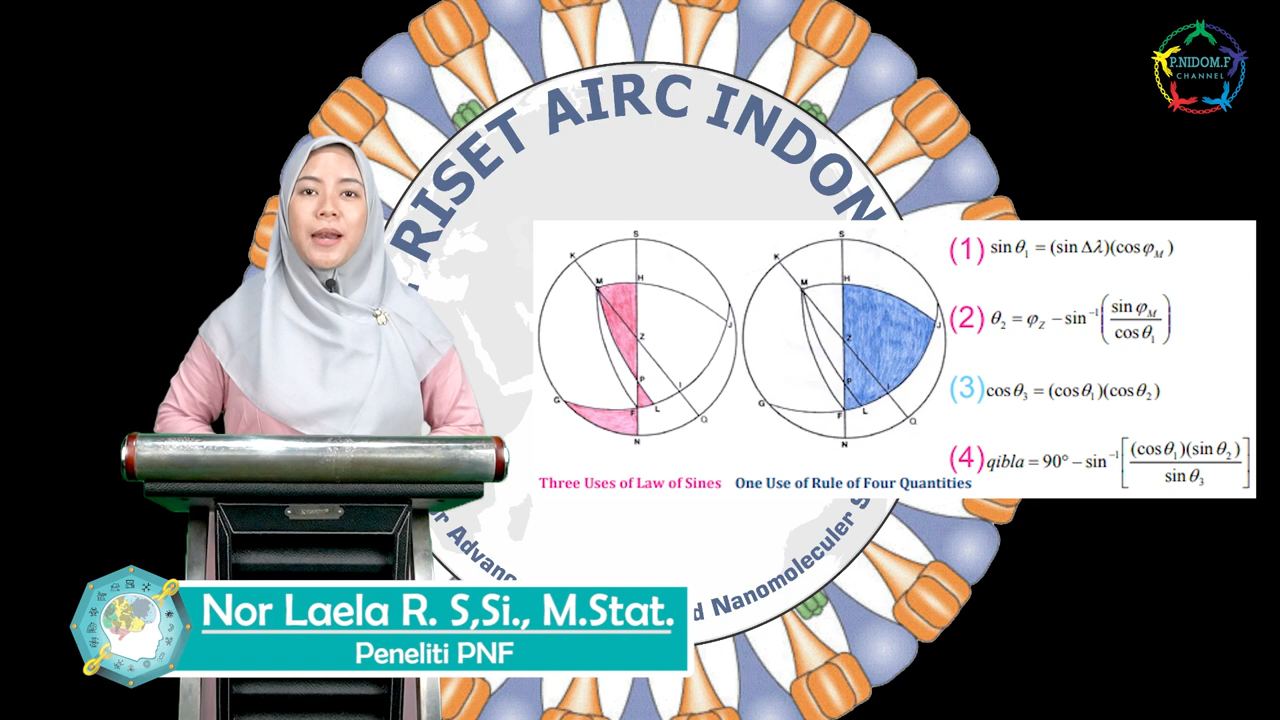 P.NIDOM.F
CHANNEL
RISET AIRC INDON
(1) sin θ₁ = (sin Δλ)(cos φ_M)
(2) θ₂ = φ_Z − sin⁻¹(sin φ_M / cos θ₁)
(3) cos θ₃ = (cos θ₁)(cos θ₂)
(4) qibla = 90° − sin⁻¹[(cos θ₁)(sin θ₂) / sin θ₃]
S
K
M
H
J
Z
P
I
G
F
L
Q
N
S
K
M
H
J
Z
P
I
G
F
L
Q
N
Three Uses of Law of Sines
One Use of Rule of Four Quantities
r Advanc
d Nanomoleculer S
Nor Laela R. S,Si., M.Stat.
Peneliti PNF